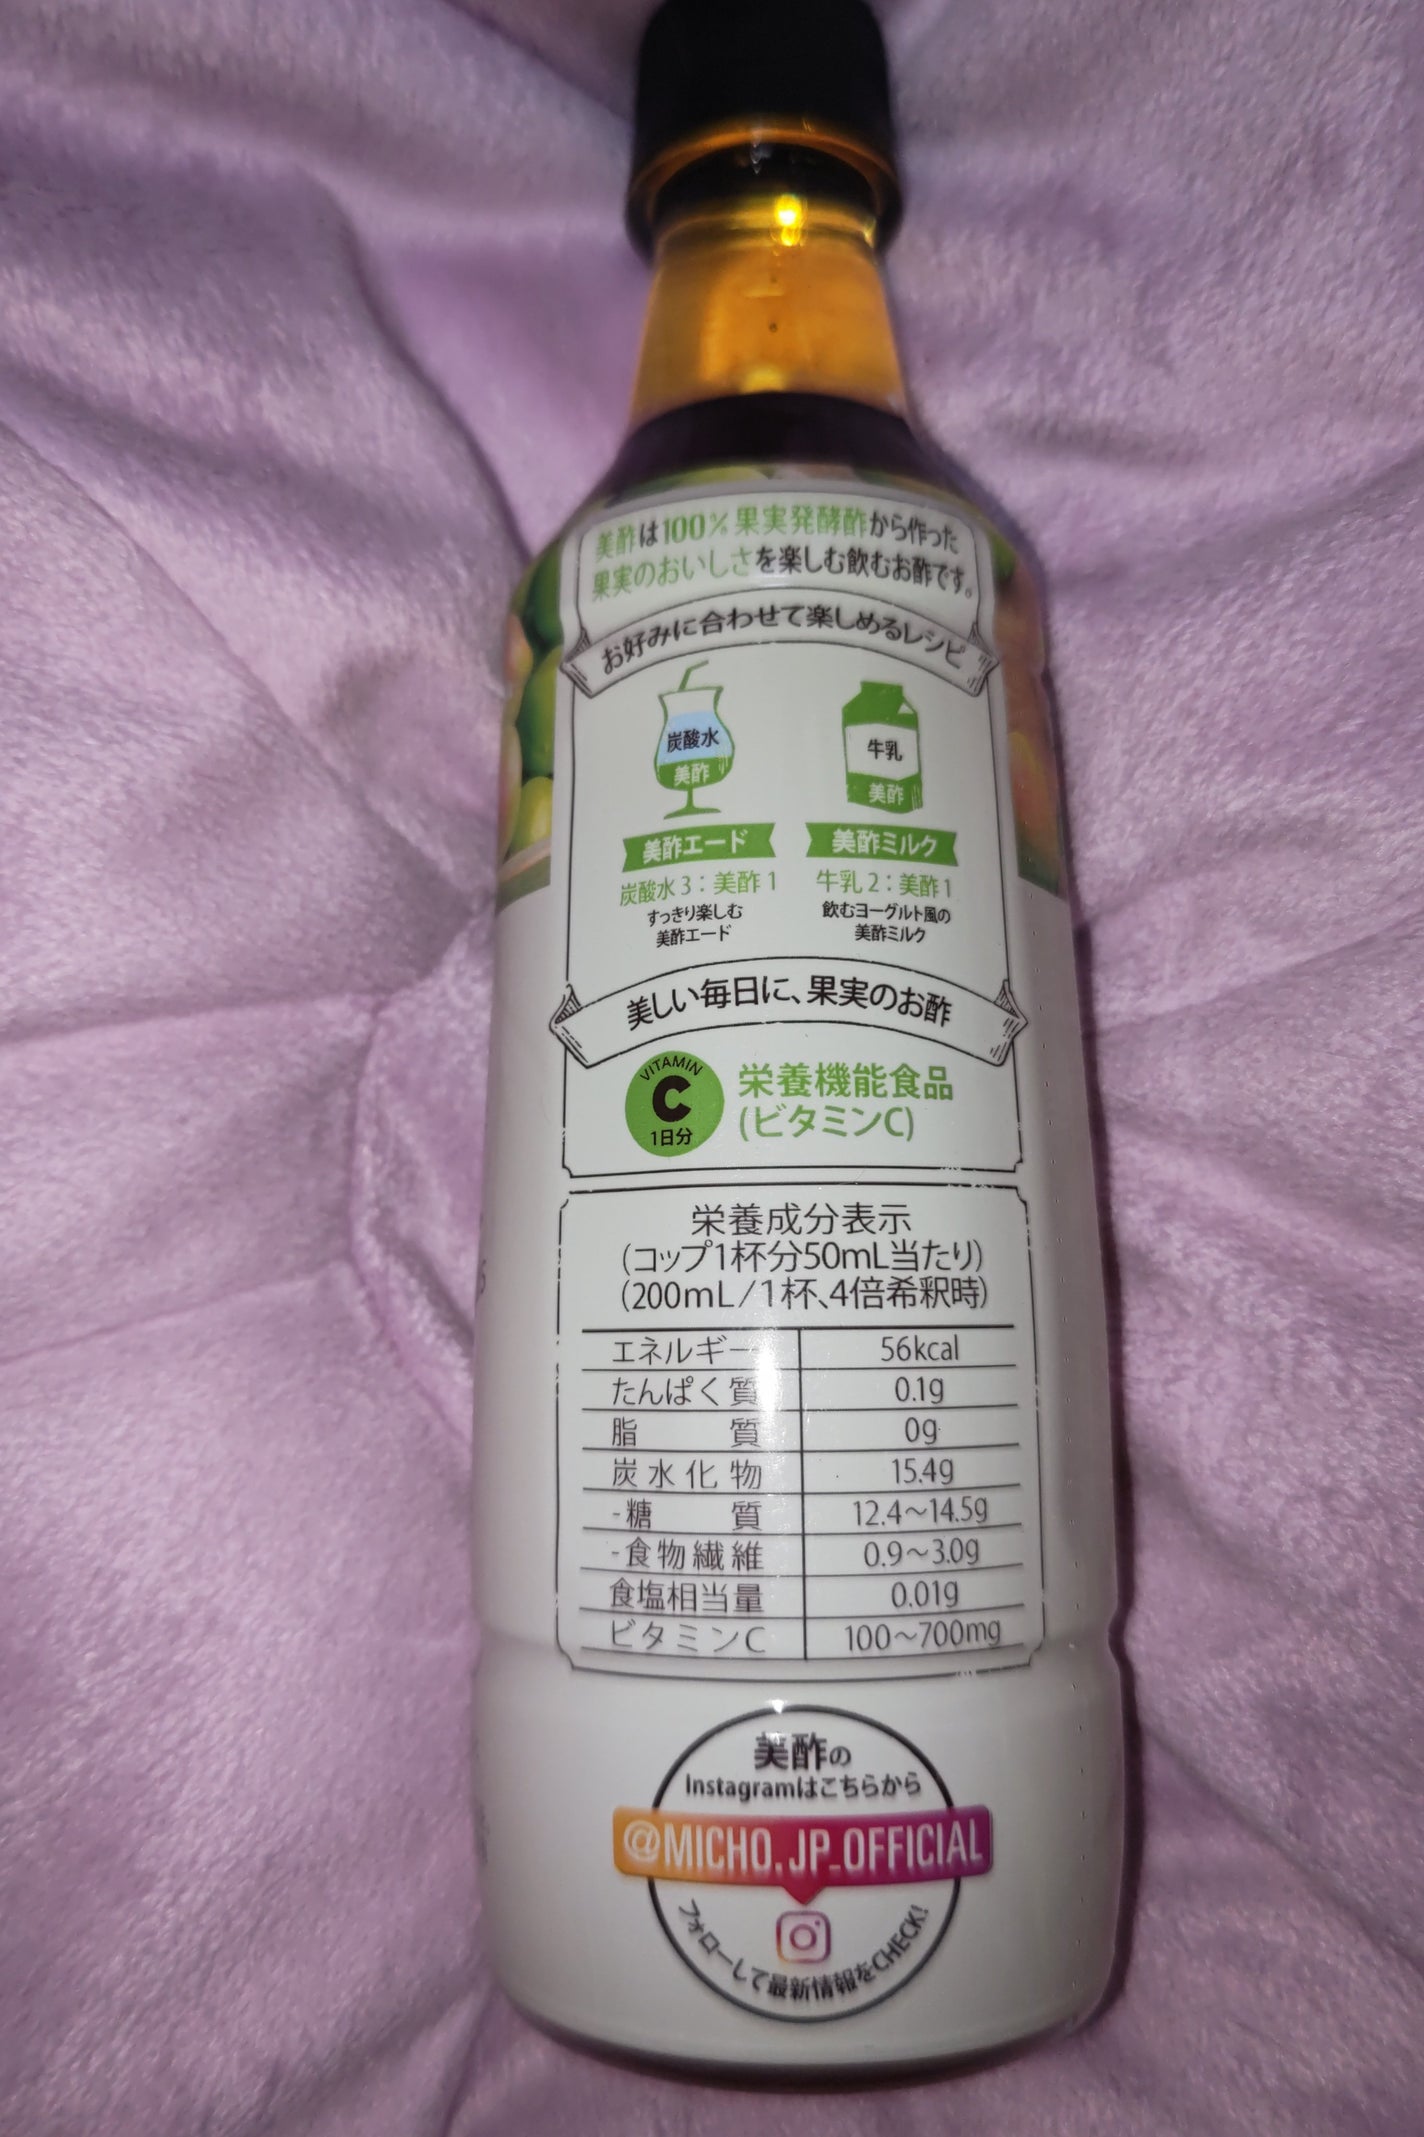 美酢は100%果実発酵酢から作った
果実のおいしさを楽しむ飲むお酢です。
お好みに合わせて楽しめるレシピ
炭酸水
美酢
牛乳
美酢
美酢エード
美酢ミルク
炭酸水3：美酢1
牛乳2：美酢1
すっきり楽しむ
美酢エード
飲むヨーグルト風の
美酢ミルク
美しい毎日に、果実のお酢
VITAMIN
C
1日分
栄養機能食品
(ビタミンC)
栄養成分表示
(コップ1杯分50mL当たり)
(200mL/1杯、4倍希釈時)
エネルギー 56kcal
たんぱく質 0.1g
脂質 0g
炭水化物 15.4g
-糖質 12.4～14.5g
-食物繊維 0.9～3.0g
食塩相当量 0.01g
ビタミンC 100～700mg
美酢の
Instagramはこちらから
@MICHO.JP_OFFICIAL
フォローして最新情報をCHECK!